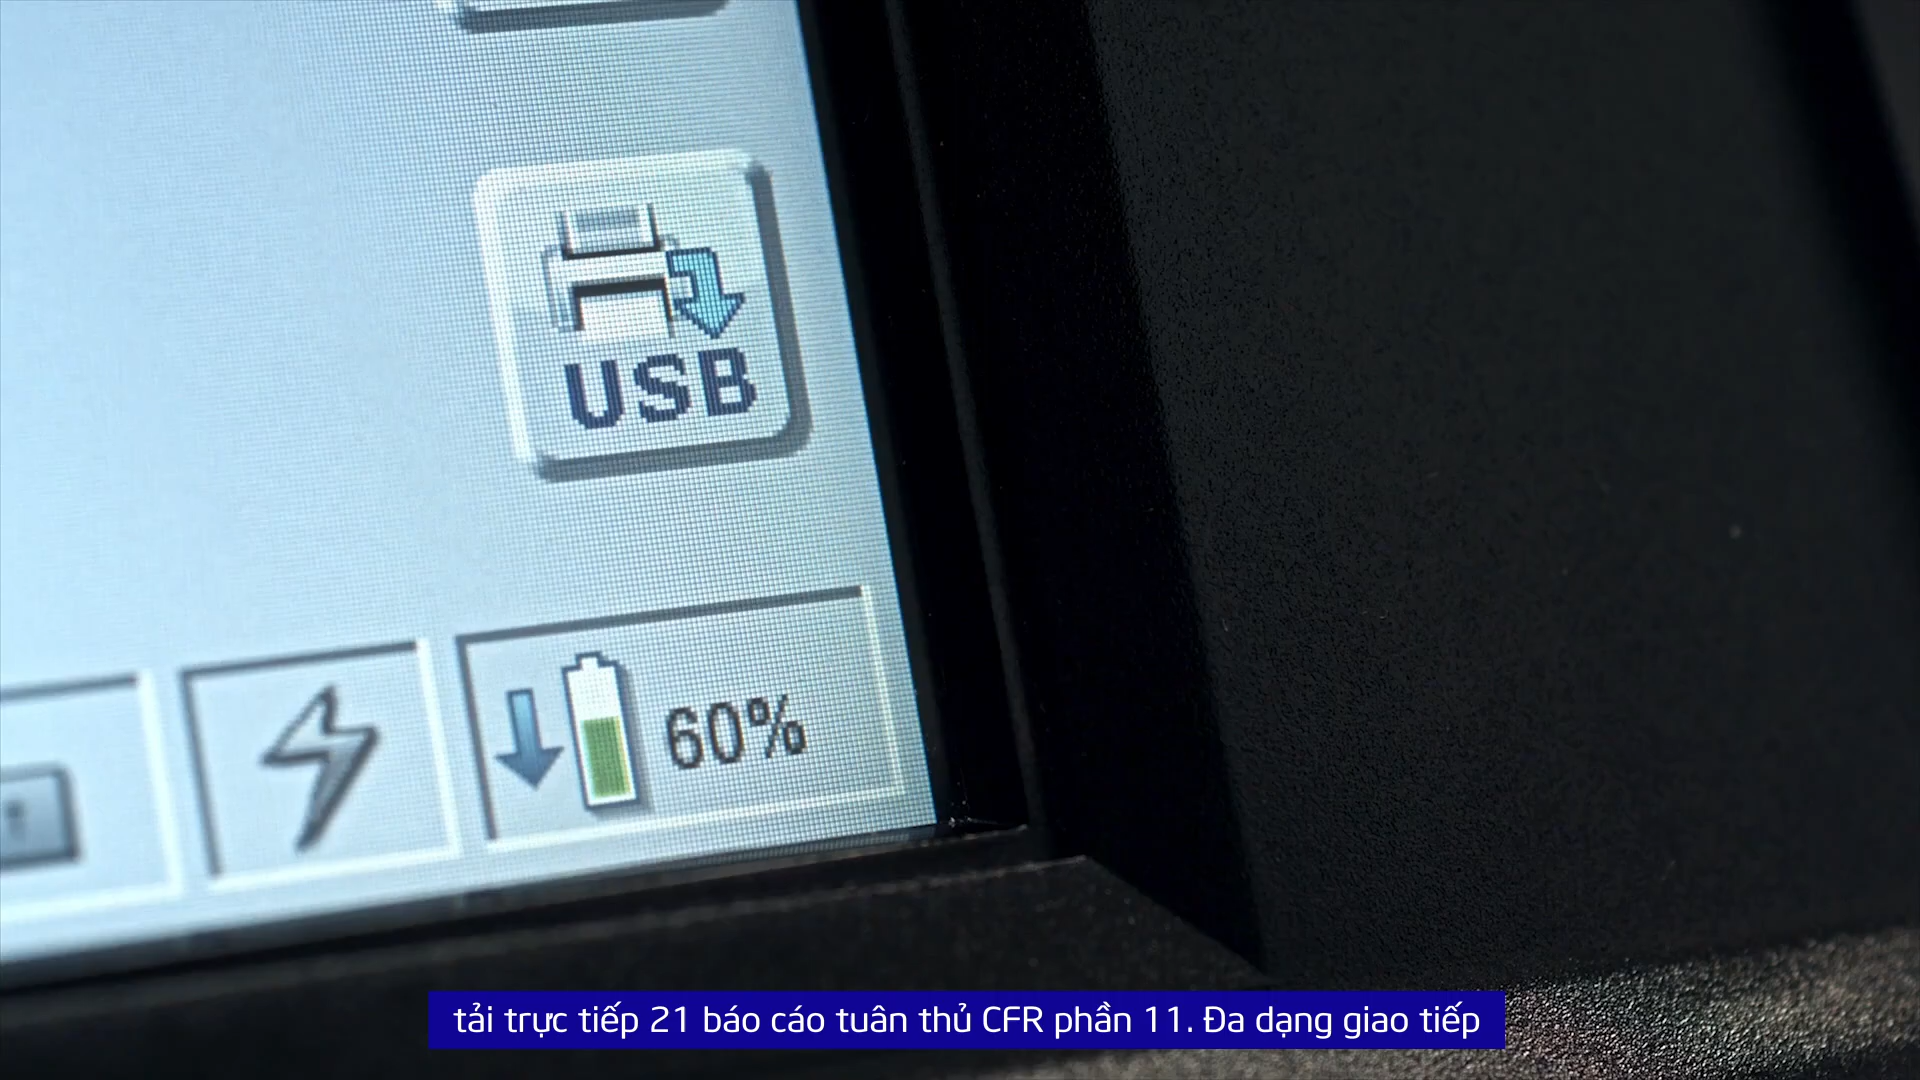 USB
60%
tải trực tiếp 21 báo cáo tuân thủ CFR phần 11. Đa dạng giao tiếp